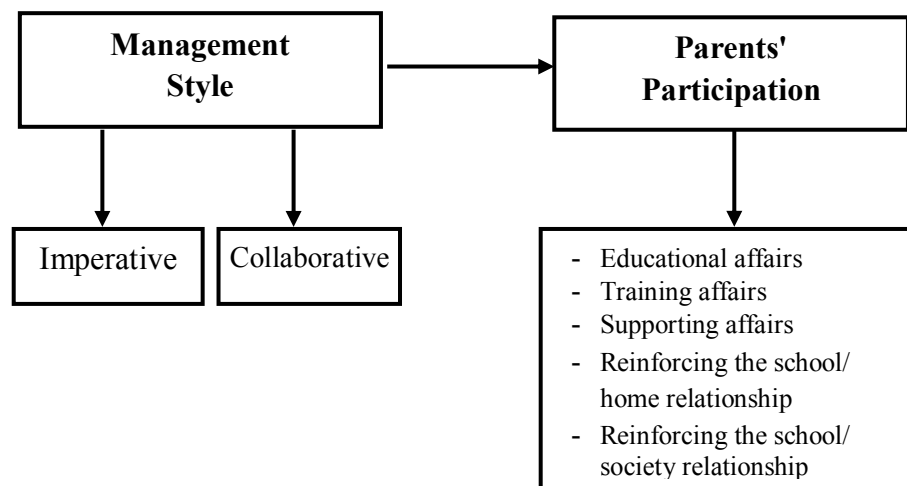 Management
Style
Parents'
Participation
Imperative
Collaborative
- Educational affairs
- Training affairs
- Supporting affairs
- Reinforcing the school/
home relationship
- Reinforcing the school/
society relationship